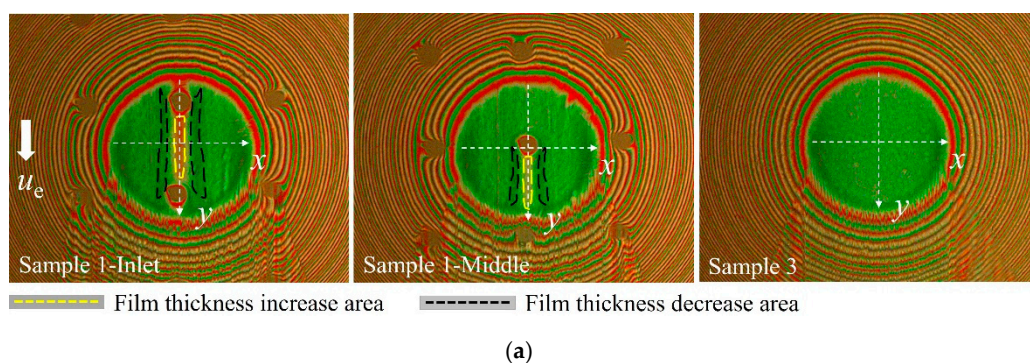 u_e
x
y
Sample 1-Inlet
x
y
Sample 1-Middle
x
y
Sample 3
Film thickness increase area
Film thickness decrease area
(a)